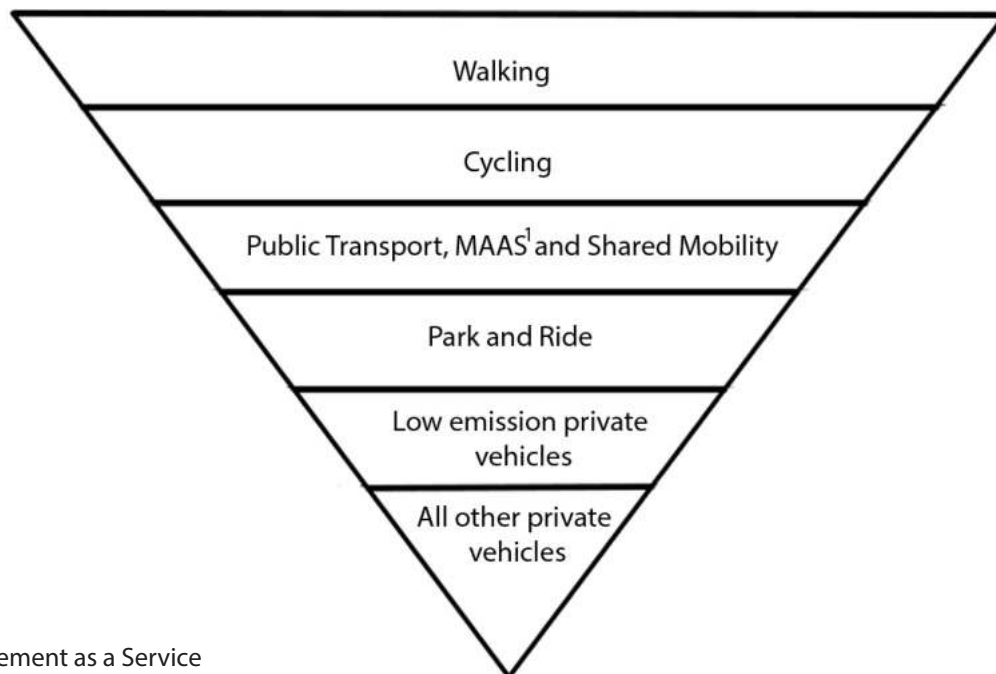 Walking
Cycling
Public Transport, MAAS¹ and Shared Mobility
Park and Ride
Low emission private
vehicles
All other private
vehicles
as a Service